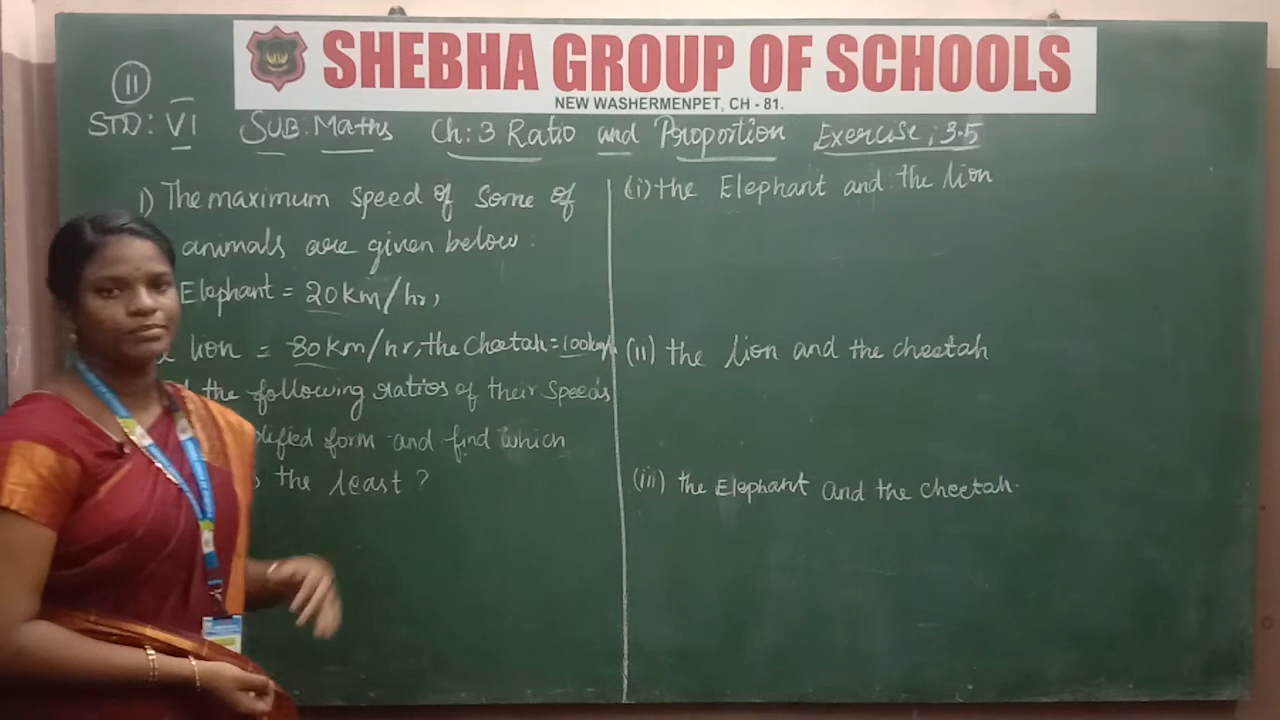 SHEBHA GROUP OF SCHOOLS
NEW WASHERMENPET, CH - 81.
11
STD: VI SUB: Maths Ch: 3 Ratio and Proportion Exercise: 3.5
1) The maximum speed of some of
animals are given below.
Elephant = 20km/hr,
lion = 80km/hr, the Cheetah = 100km/
the following ratios of their speeds
form and find which
the least?
(i) the Elephant and the lion
(ii) the lion and the cheetah
(iii) the Elephant and the cheetah.